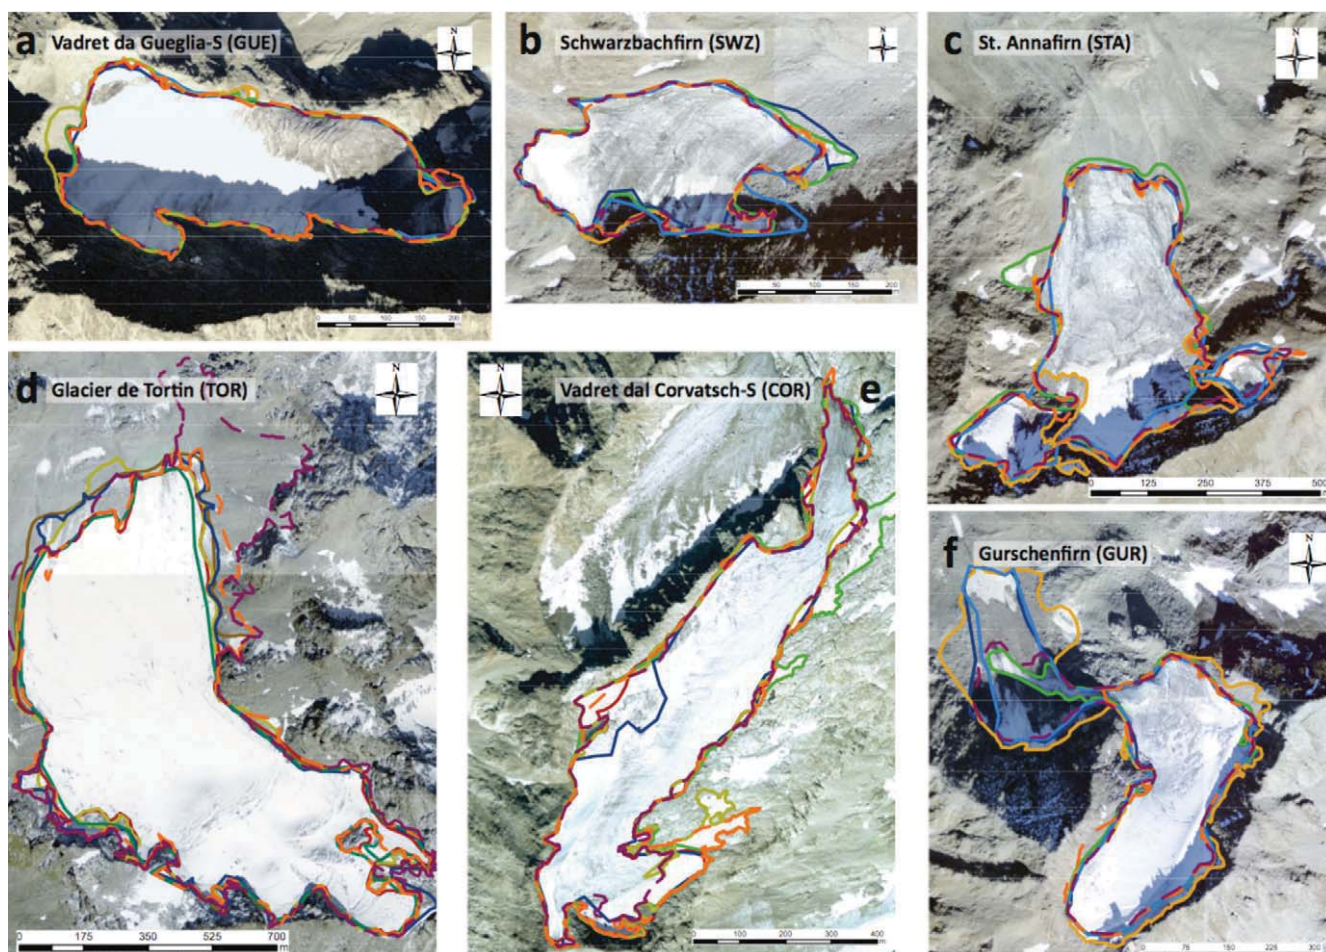 a Vadret da Gueglia-S (GUE)
N
0 50 100 150 200
m
b Schwarzbachfirn (SWZ)
N
0 50 100 150 200
m
c St. Annafirn (STA)
N
0 125 250 375 500
m
d Glacier de Tortin (TOR)
N
0 175 350 525 700
m
Vadret dal Corvatsch-S (COR) e
N
0 100 200 300 400
m
f Gurschenfirn (GUR)
N
0 75 150 225 300
m